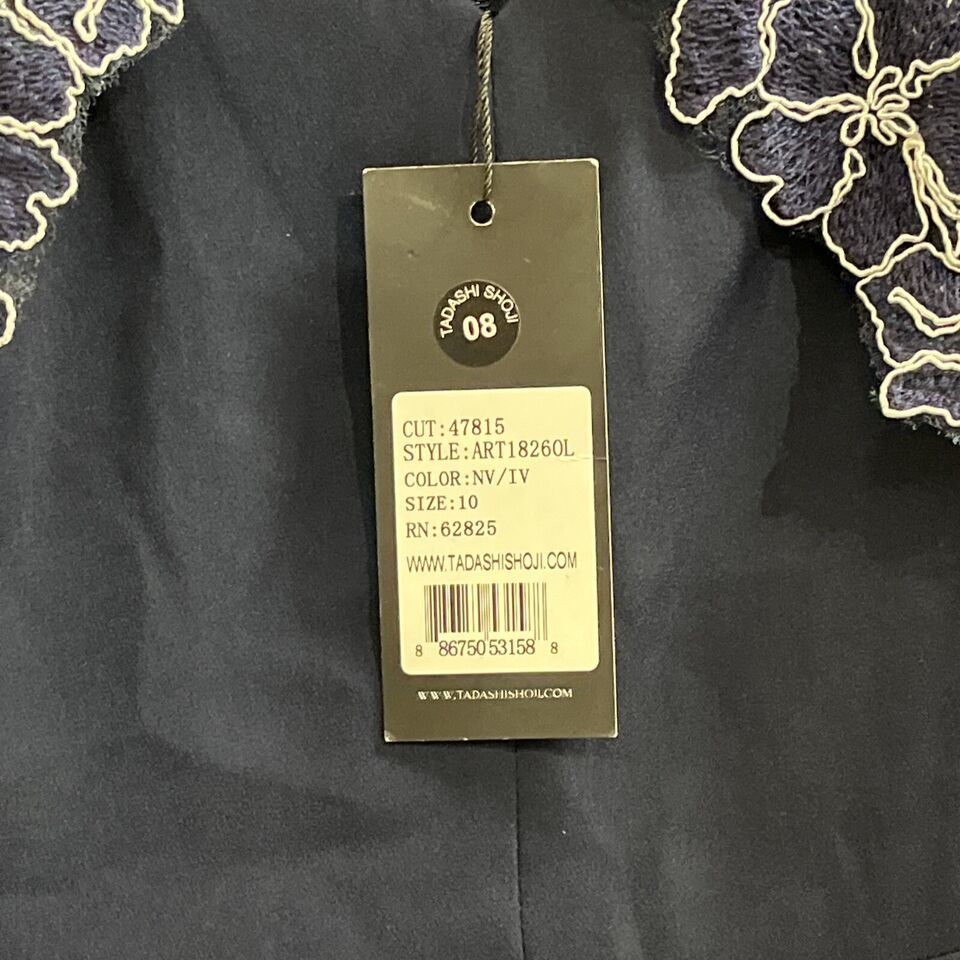 TADASHI SHOJI
08
CUT:47815
STYLE:ART18260L
COLOR:NV/IV
SIZE:10
RN:62825
WWW.TADASHISHOJI.COM
8 86750 53158 8
WWW.TADASHISHOJI.COM